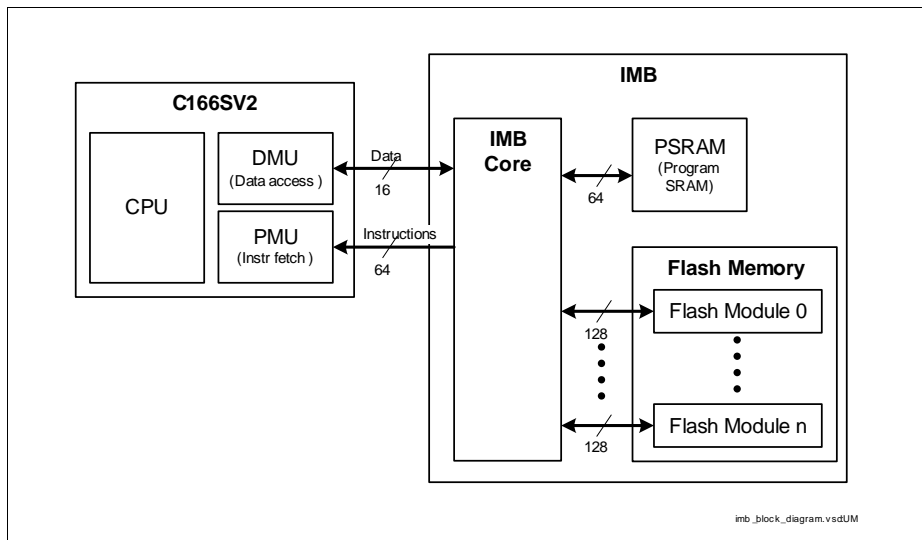 IMB
C166SV2
IMB
Core
CPU
DMU
(Data access )
Data
16
PMU
(Instr fetch )
Instructions
64
PSRAM
(Program
SRAM)
64
Flash Memory
Flash Module 0
128
Flash Module n
128
imb_block_diagram.vsdUM